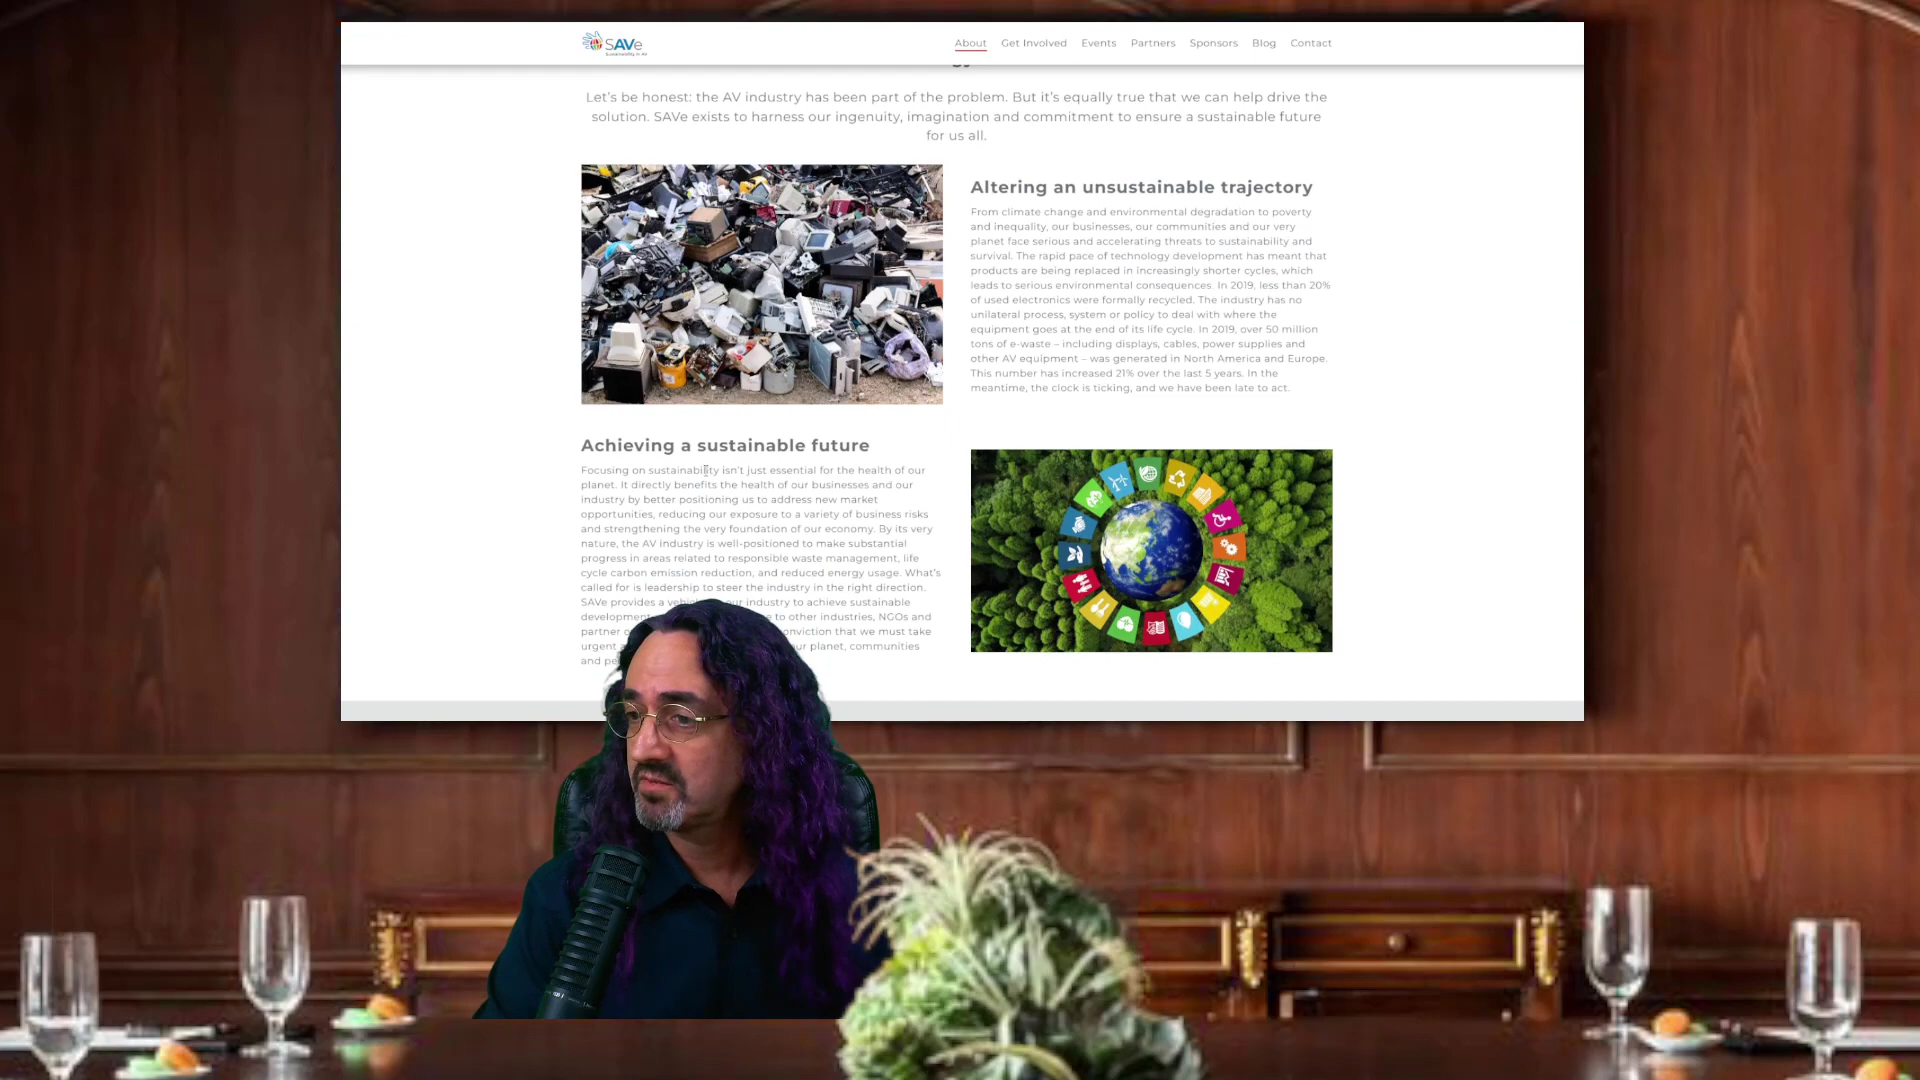 SAVe
Sustainability in AV
About Get Involved Events Partners Sponsors Blog Contact
Let's be honest: the AV industry has been part of the problem. But it's equally true that we can help drive the
solution. SAVe exists to harness our ingenuity, imagination and commitment to ensure a sustainable future
for us all.
Altering an unsustainable trajectory
From climate change and environmental degradation to poverty
and inequality, our businesses, our communities and our very
planet face serious and accelerating threats to sustainability and
survival. The rapid pace of technology development has meant that
products are being replaced in increasingly shorter cycles, which
leads to serious environmental consequences. In 2019, less than 20%
of used electronics were formally recycled. The industry has no
unilateral process, system or policy to deal with where the
equipment goes at the end of its life cycle. In 2019, over 50 million
tons of e-waste – including displays, cables, power supplies and
other AV equipment – was generated in North America and Europe.
This number has increased 21% over the last 5 years. In the
meantime, the clock is ticking, and we have been late to act.
Achieving a sustainable future
Focusing on sustainability isn't just essential for the health of our
planet. It directly benefits the health of our businesses and our
industry by better positioning us to address new market
opportunities, reducing our exposure to a variety of business risks
and strengthening the very foundation of our economy. By its very
nature, the AV industry is well-positioned to make substantial
progress in areas related to responsible waste management, life
cycle carbon emission reduction, and reduced energy usage. What's
called for is leadership to steer the industry in the right direction.
SAVe provides a our industry to achieve sustainable
development to other industries, NGOs and
partner that we must take
urgent planet, communities
and